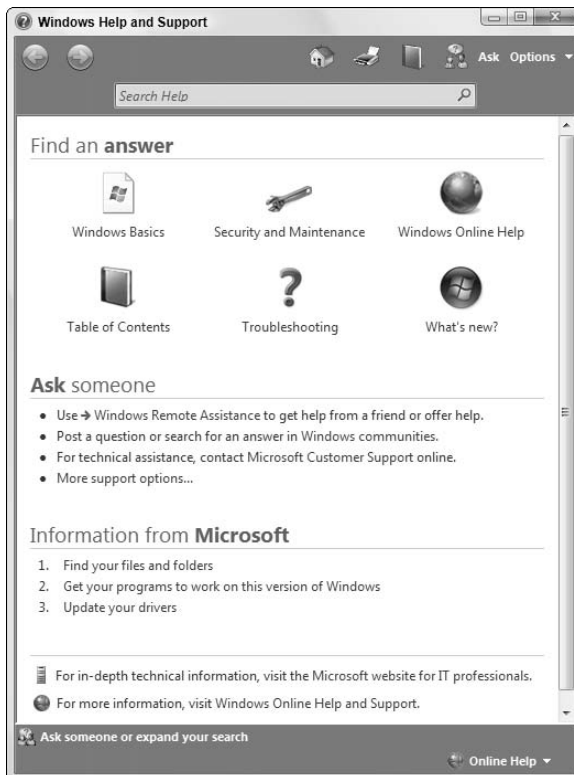 Windows Help and Support
Ask Options
Search Help
Find an answer
Windows Basics
Security and Maintenance
Windows Online Help
Table of Contents
Troubleshooting
What's new?
Ask someone
• Use → Windows Remote Assistance to get help from a friend or offer help.
• Post a question or search for an answer in Windows communities.
• For technical assistance, contact Microsoft Customer Support online.
• More support options...
Information from Microsoft
1. Find your files and folders
2. Get your programs to work on this version of Windows
3. Update your drivers
For in-depth technical information, visit the Microsoft website for IT professionals.
For more information, visit Windows Online Help and Support.
Ask someone or expand your search
Online Help